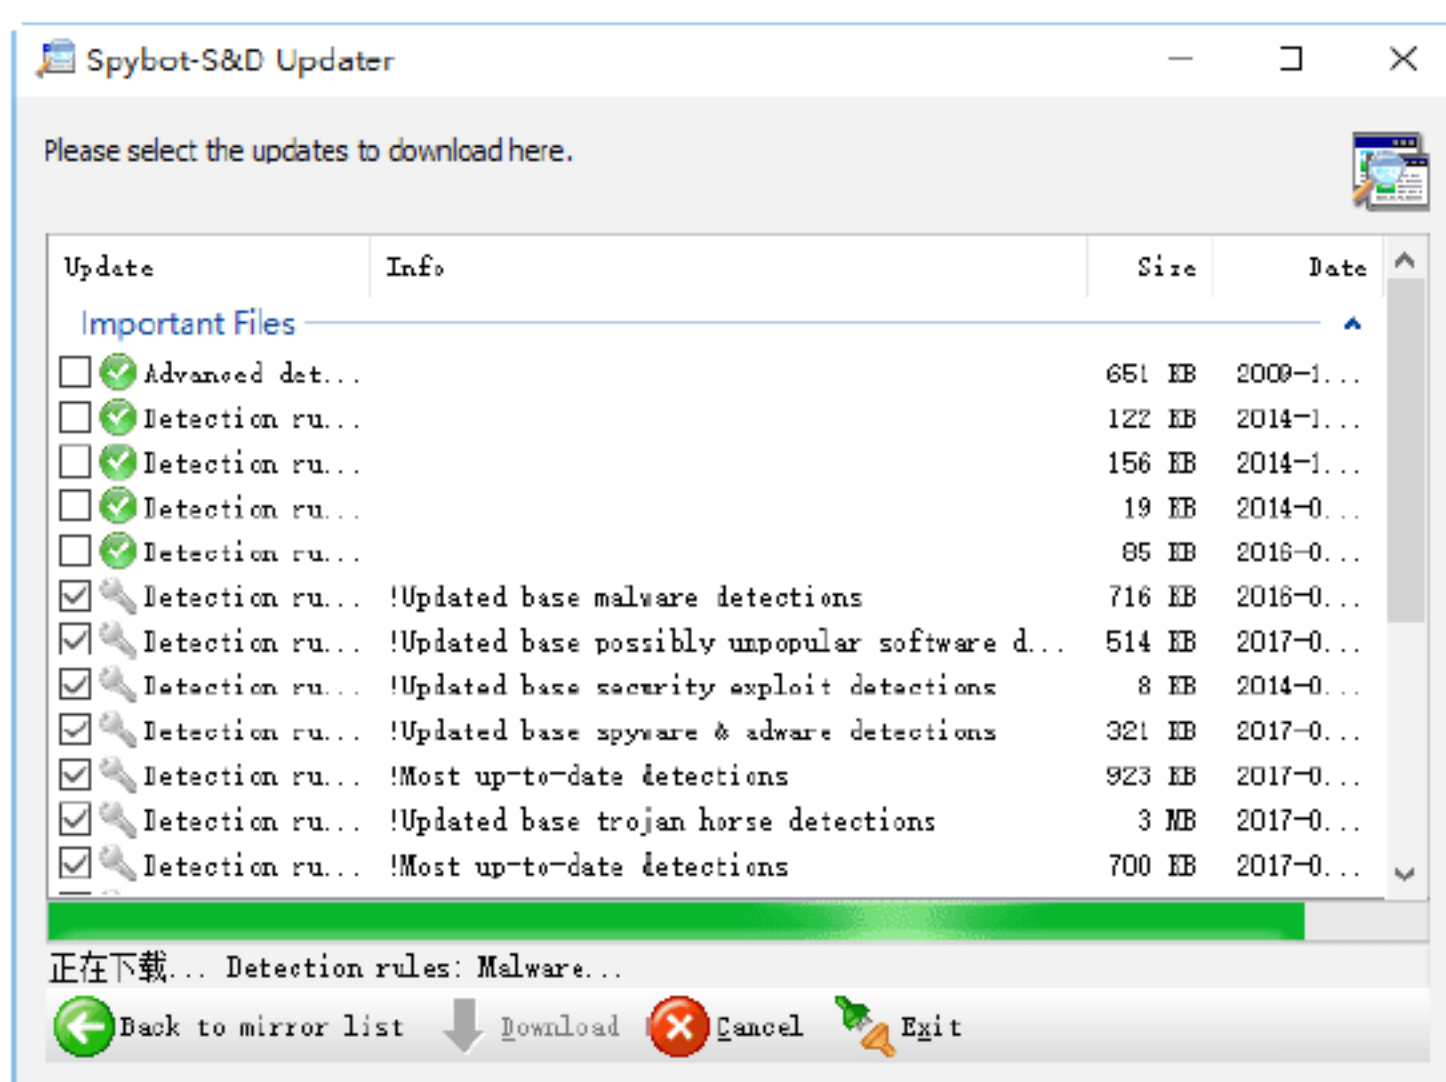 Spybot-S&D Updater
Please select the updates to download here.
Update Info Size Date
Important Files
Advanced det... 651 KB 2009-1...
Detection ru... 122 KB 2014-1...
Detection ru... 156 KB 2014-1...
Detection ru... 19 KB 2014-0...
Detection ru... 85 KB 2016-0...
Detection ru... !Updated base malware detections 716 KB 2016-0...
Detection ru... !Updated base possibly unpopular software d... 514 KB 2017-0...
Detection ru... !Updated base security exploit detections 8 KB 2014-0...
Detection ru... !Updated base spyware & adware detections 321 KB 2017-0...
Detection ru... !Most up-to-date detections 923 KB 2017-0...
Detection ru... !Updated base trojan horse detections 3 MB 2017-0...
Detection ru... !Most up-to-date detections 700 KB 2017-0...
正在下载... Detection rules: Malware...
Back to mirror list Download Cancel Exit